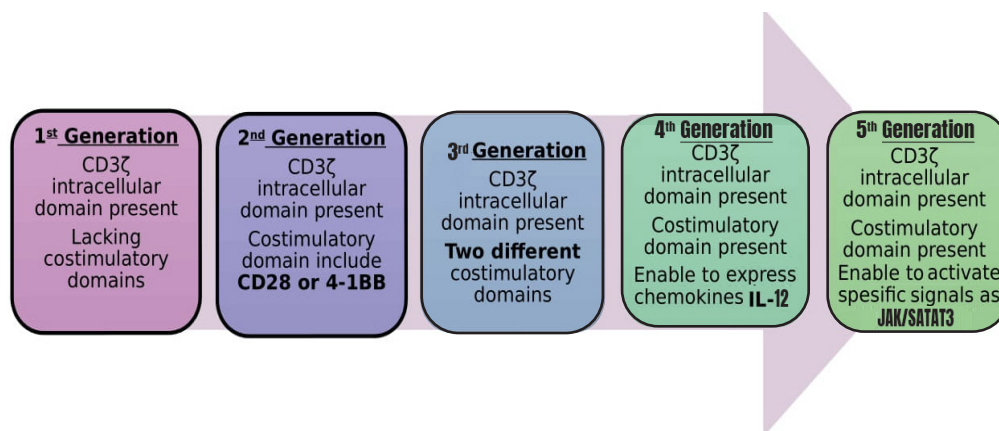 1st Generation
CD3ζ
intracellular
domain present
Lacking
costimulatory
domains
2nd Generation
CD3ζ
intracellular
domain present
Costimulatory
domain include
CD28 or 4-1BB
3rd Generation
CD3ζ
intracellular
domain present
Two different
costimulatory
domains
4th Generation
CD3ζ
intracellular
domain present
Costimulatory
domain present
Enable to express
chemokines IL-12
5th Generation
CD3ζ
intracellular
domain present
Costimulatory
domain present
Enable to activate
spesific signals as
JAK/SATAT3